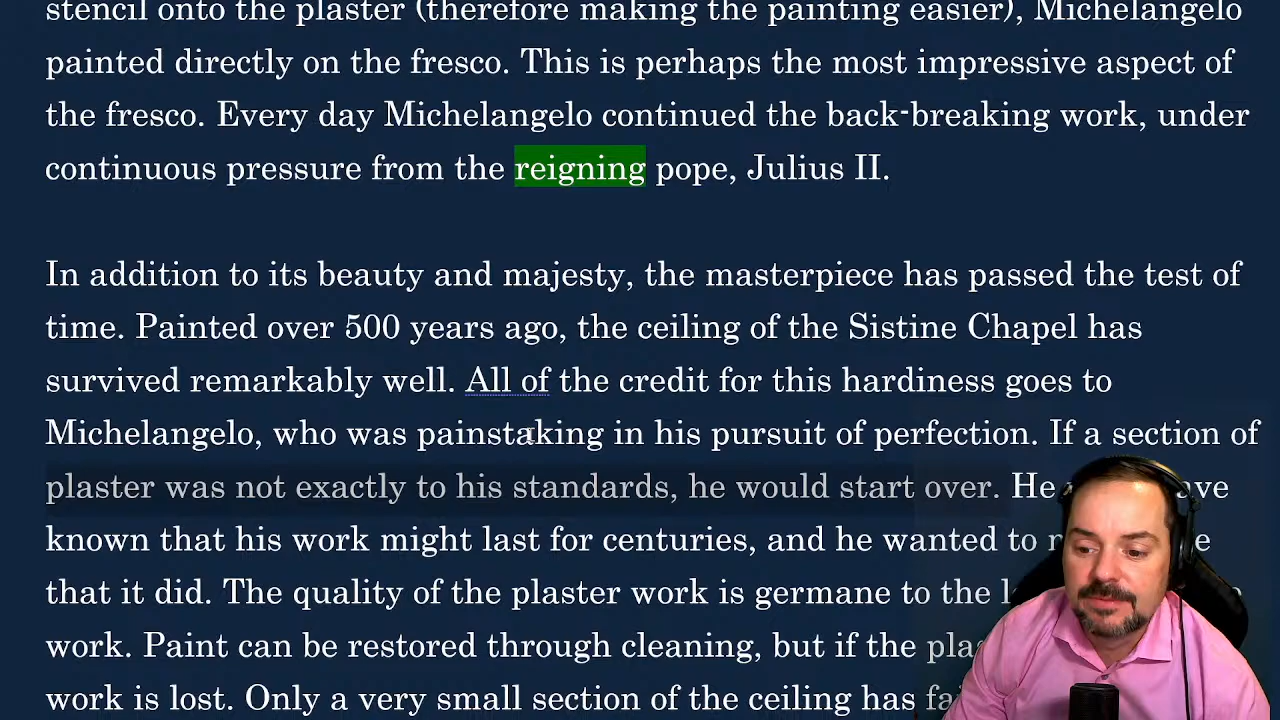 stencil onto the plaster (therefore making the painting easier), Michelangelo
painted directly on the fresco. This is perhaps the most impressive aspect of
the fresco. Every day Michelangelo continued the back-breaking work, under
continuous pressure from the reigning pope, Julius II.
In addition to its beauty and majesty, the masterpiece has passed the test of
time. Painted over 500 years ago, the ceiling of the Sistine Chapel has
survived remarkably well. All of the credit for this hardiness goes to
Michelangelo, who was painstaking in his pursuit of perfection. If a section of
plaster was not exactly to his standards, he would start over. He
known that his work might last for centuries, and he wanted to
that it did. The quality of the plaster work is germane to the
work. Paint can be restored through cleaning, but if the
work is lost. Only a very small section of the ceiling has